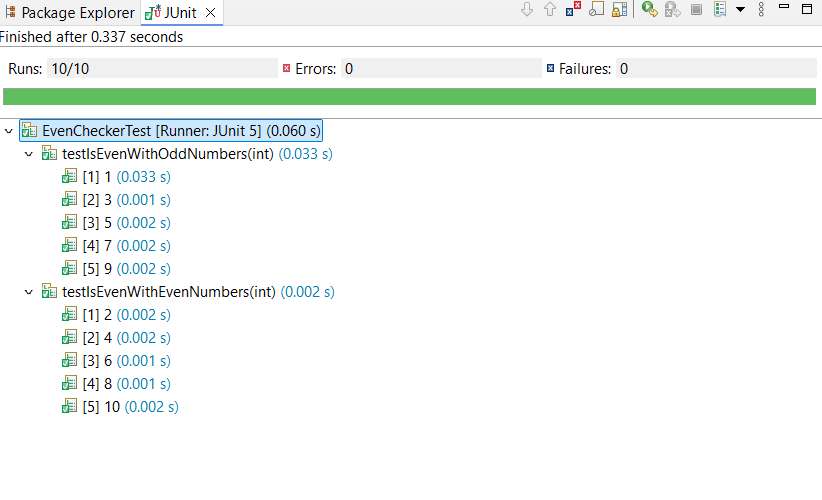 Package Explorer JUnit
Finished after 0.337 seconds
Runs: 10/10 Errors: 0 Failures: 0
EvenCheckerTest [Runner: JUnit 5] (0.060 s)
testIsEvenWithOddNumbers(int) (0.033 s)
[1] 1 (0.033 s)
[2] 3 (0.001 s)
[3] 5 (0.002 s)
[4] 7 (0.002 s)
[5] 9 (0.002 s)
testIsEvenWithEvenNumbers(int) (0.002 s)
[1] 2 (0.002 s)
[2] 4 (0.002 s)
[3] 6 (0.001 s)
[4] 8 (0.001 s)
[5] 10 (0.002 s)